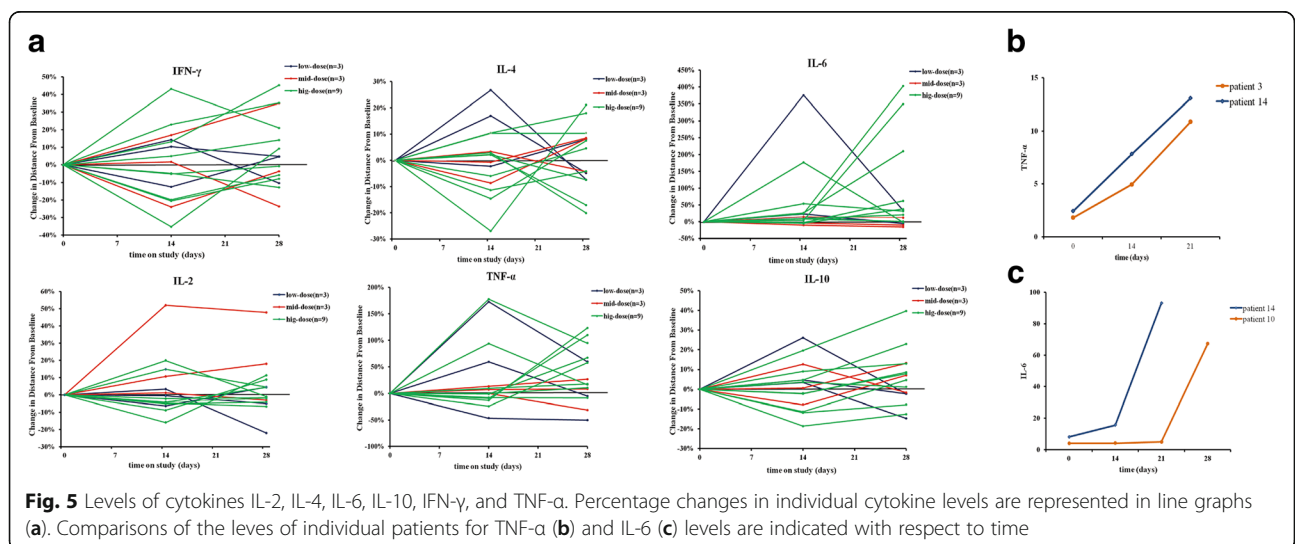 a
IFN-γ
50%
40%
30%
20%
10%
0%
-10%
-20%
-30%
-40%
0 7 14 21 28
Change in Distance From Baseline
time on study (days)
low-dose(n=3)
mid-dose(n=3)
hig-dose(n=9)
IL-4
30%
20%
10%
0%
-10%
-20%
-30%
0 7 14 21 28
Change in Distance From Baseline
time on study (days)
low-dose(n=3)
mid-dose(n=3)
hig-dose(n=9)
IL-6
450%
400%
350%
300%
250%
200%
150%
100%
50%
0%
-50%
0 7 14 21 28
Change in Distance From Baseline
time on study (days)
low-dose(n=3)
mid-dose(n=3)
hig-dose(n=9)
IL-2
60%
50%
40%
30%
20%
10%
0%
-10%
-20%
-30%
0 7 14 21 28
Change in Distance From Baseline
time on study (days)
low-dose(n=3)
mid-dose(n=3)
hig-dose(n=9)
TNF-α
200%
150%
100%
50%
0%
-50%
-100%
0 7 14 21 28
Change in Distance From Baseline
time on study (days)
low-dose(n=3)
mid-dose(n=3)
hig-dose(n=9)
IL-10
50%
40%
30%
20%
10%
0%
-10%
-20%
-30%
0 7 14 21 28
Change in Distance From Baseline
time on study (days)
low-dose(n=3)
mid-dose(n=3)
hig-dose(n=9)
b
15
10
5
0
TNF-α
0 14 21
time (days)
patient 3
patient 14
c
100
80
60
40
20
0
IL-6
0 14 21 28
time (days)
patient 14
patient 10
Fig. 5 Levels of cytokines IL-2, IL-4, IL-6, IL-10, IFN-γ, and TNF-α. Percentage changes in individual cytokine levels are represented in line graphs
(a). Comparisons of the leves of individual patients for TNF-α (b) and IL-6 (c) levels are indicated with respect to time